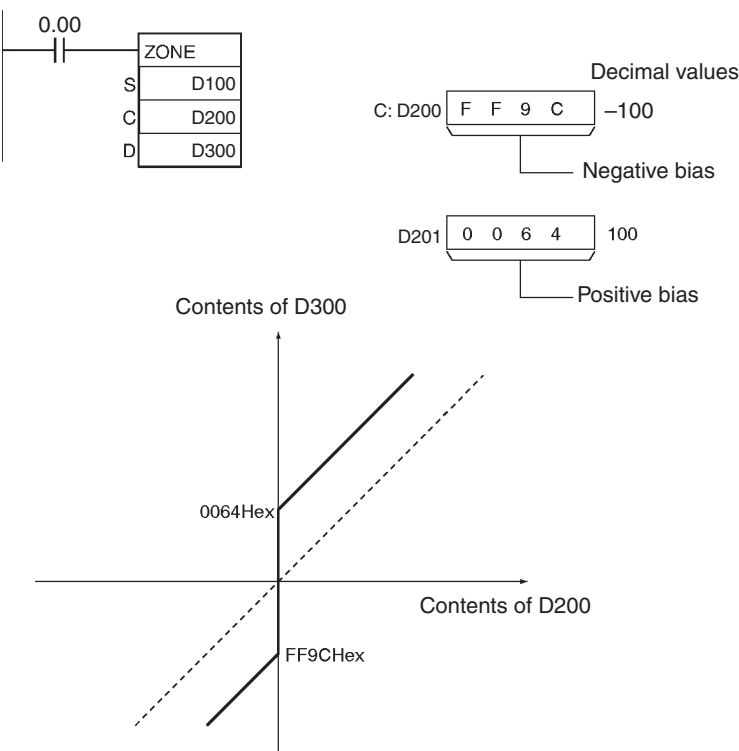 0.00
ZONE
S D100
C D200
D D300
Decimal values
C: D200 F F 9 C –100
Negative bias
D201 0 0 6 4 100
Positive bias
Contents of D300
0064Hex
Contents of D200
FF9CHex